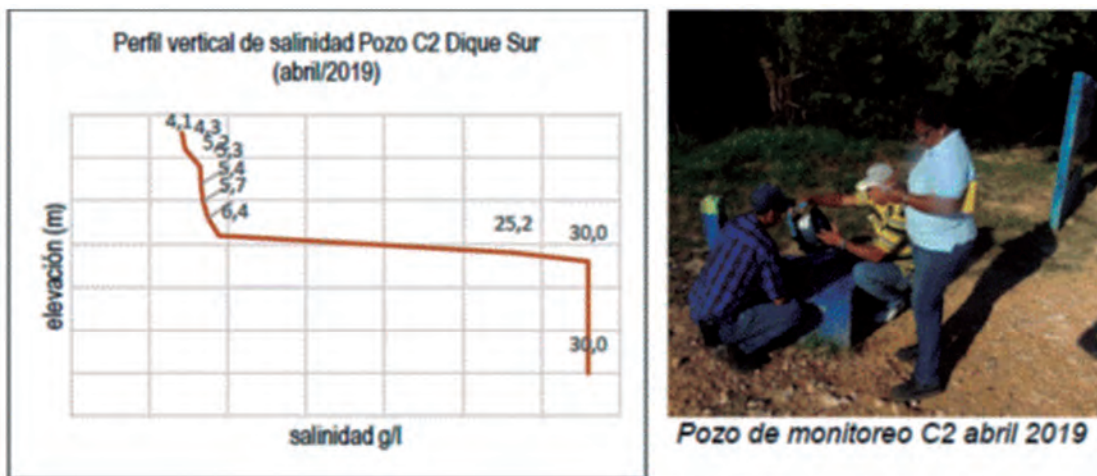 Perfil vertical de salinidad Pozo C2 Dique Sur
(abril/2019)
4,1
4,3
5,2
5,3
5,4
5,7
6,4
25,2
30,0
30,0
elevación (m)
salinidad g/l
Pozo de monitoreo C2 abril 2019